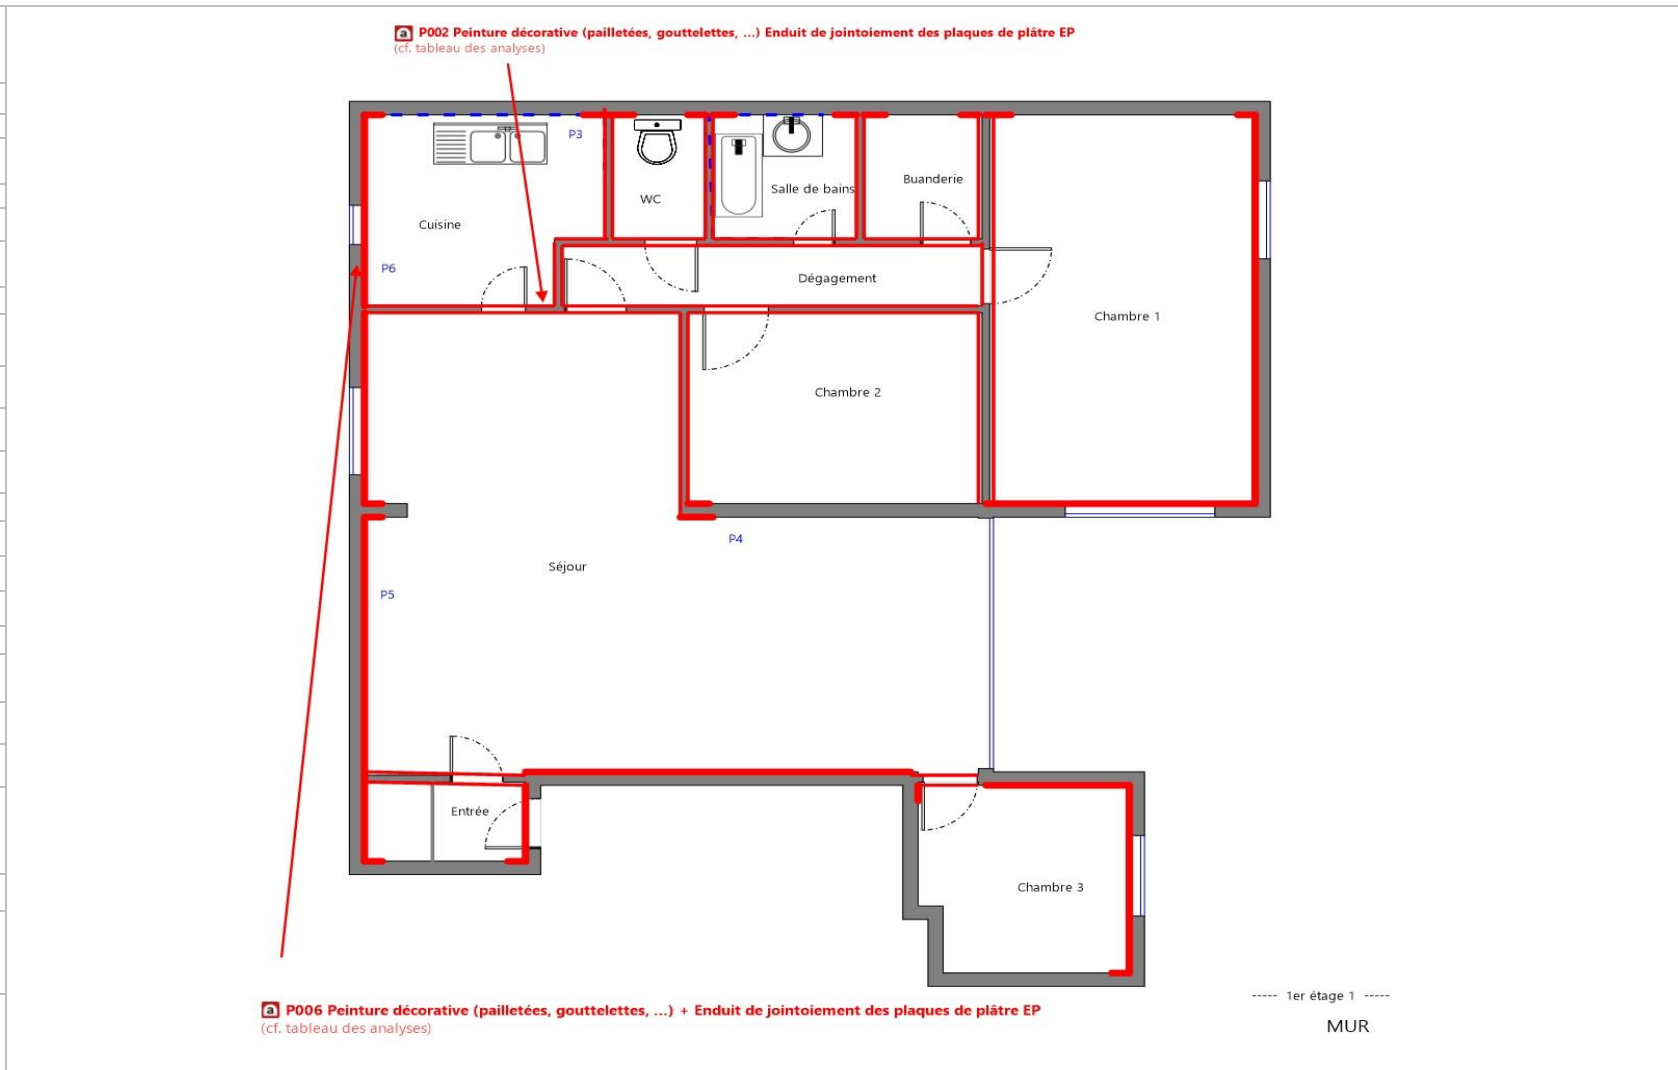 a P002 Peinture décorative (pailletées, gouttelettes, ...) Enduit de jointoiement des plaques de plâtre EP
(cf. tableau des analyses)
P3
Buanderie
Salle de bains
WC
Cuisine
P6
Dégagement
Chambre 1
Chambre 2
P4
Séjour
P5
Entrée
Chambre 3
----- 1er étage 1 -----
a P006 Peinture décorative (pailletées, gouttelettes, ...) + Enduit de jointoiement des plaques de plâtre EP
(cf. tableau des analyses)
MUR